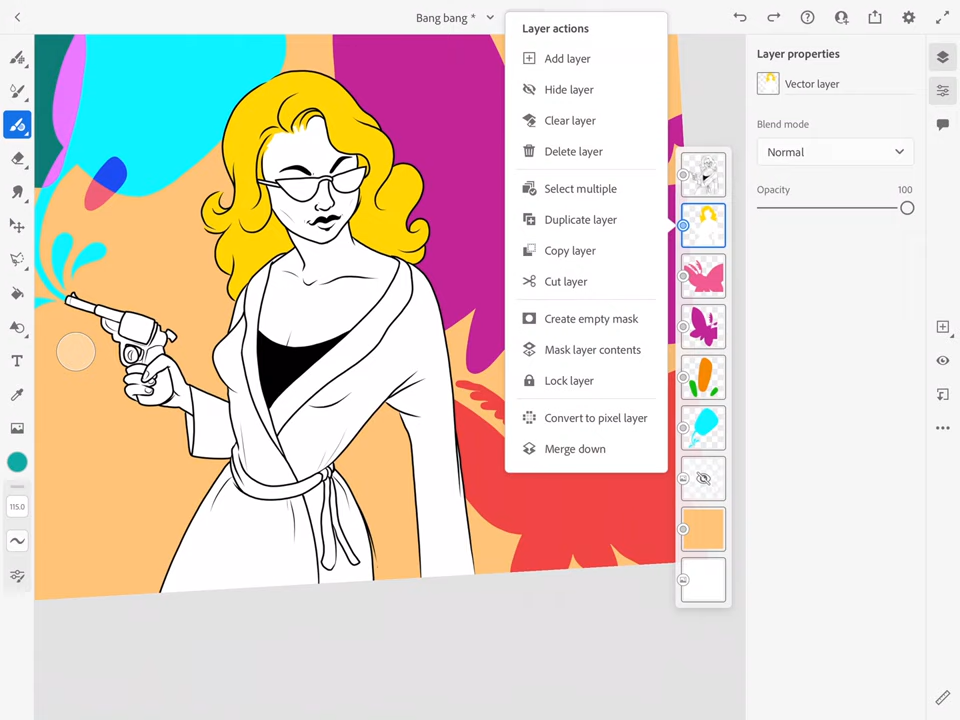 Bang bang *
Layer actions
Add layer
Hide layer
Clear layer
Delete layer
Select multiple
Duplicate layer
Copy layer
Cut layer
Create empty mask
Mask layer contents
Lock layer
Convert to pixel layer
Merge down
Layer properties
Vector layer
Blend mode
Normal
Opacity 100
T
115.0